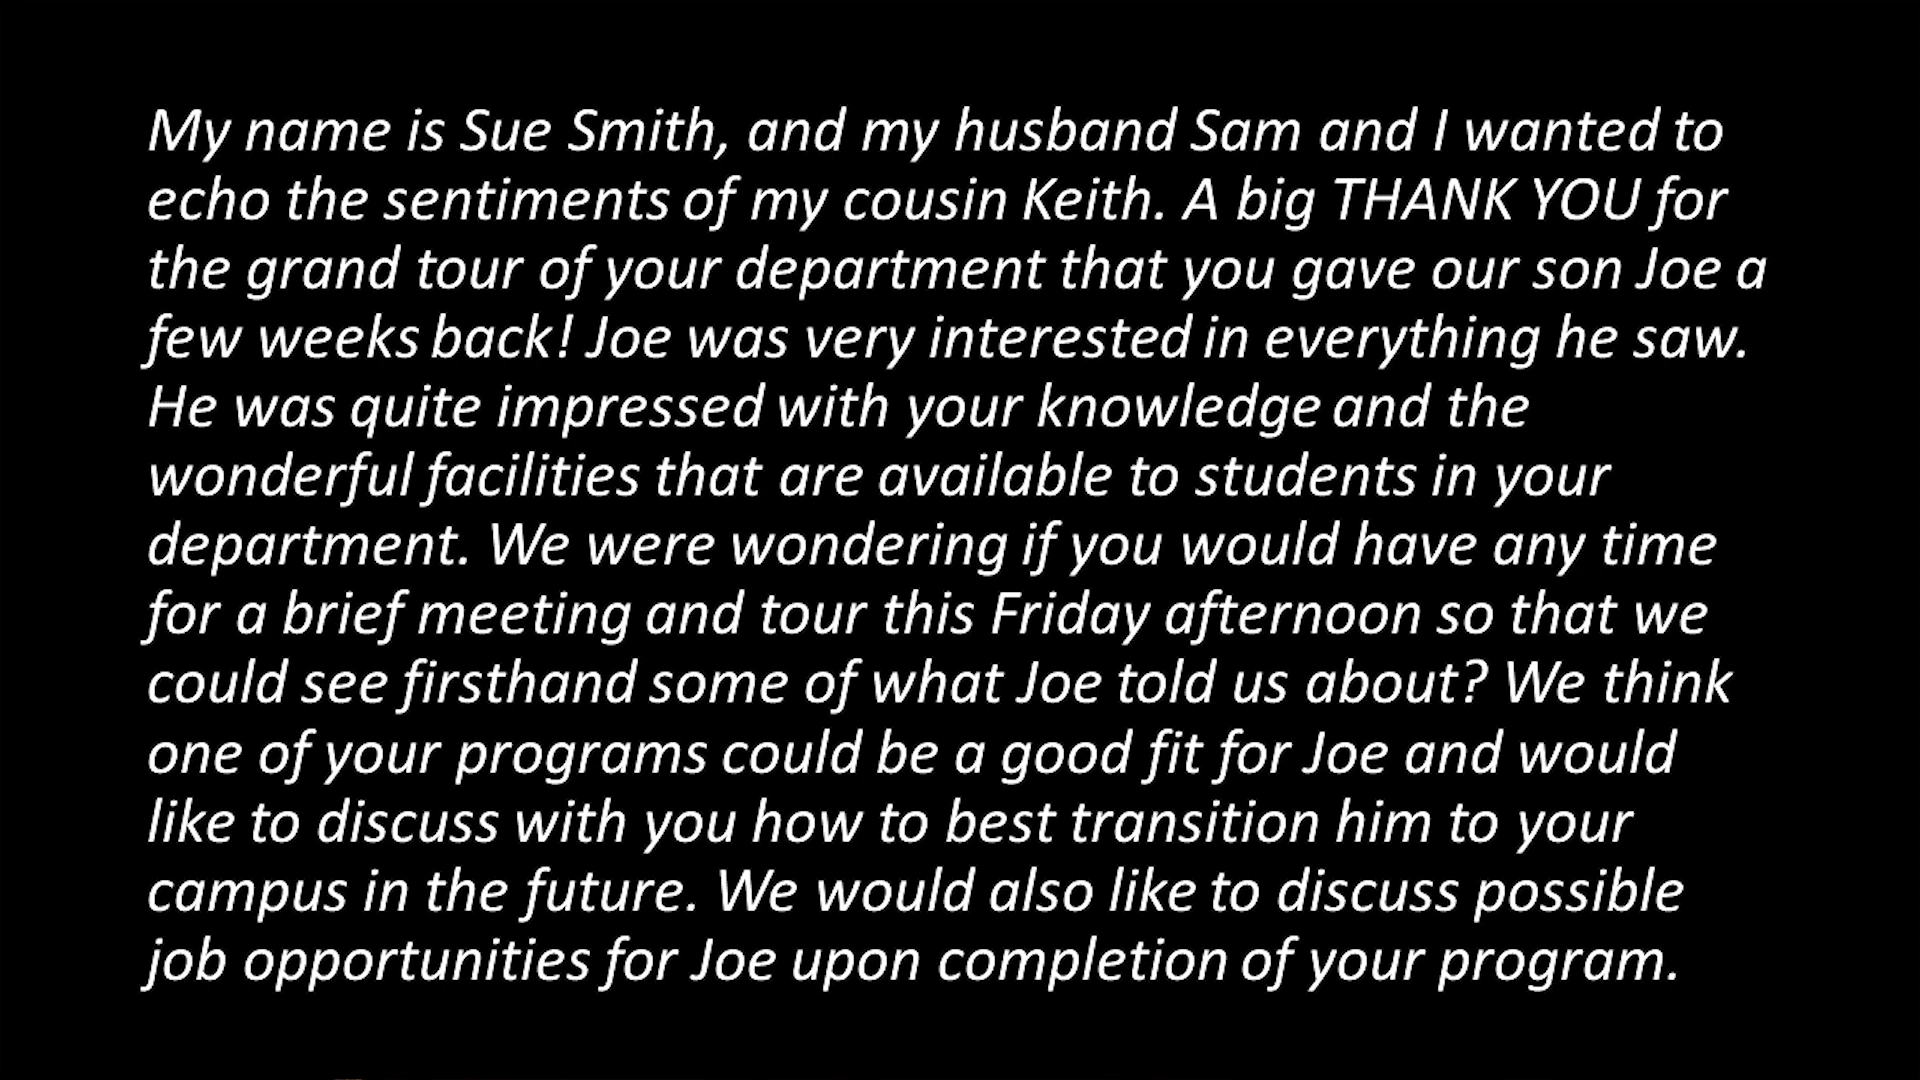 My name is Sue Smith, and my husband Sam and I wanted to
echo the sentiments of my cousin Keith. A big THANK YOU for
the grand tour of your department that you gave our son Joe a
few weeks back! Joe was very interested in everything he saw.
He was quite impressed with your knowledge and the
wonderful facilities that are available to students in your
department. We were wondering if you would have any time
for a brief meeting and tour this Friday afternoon so that we
could see firsthand some of what Joe told us about? We think
one of your programs could be a good fit for Joe and would
like to discuss with you how to best transition him to your
campus in the future. We would also like to discuss possible
job opportunities for Joe upon completion of your program.